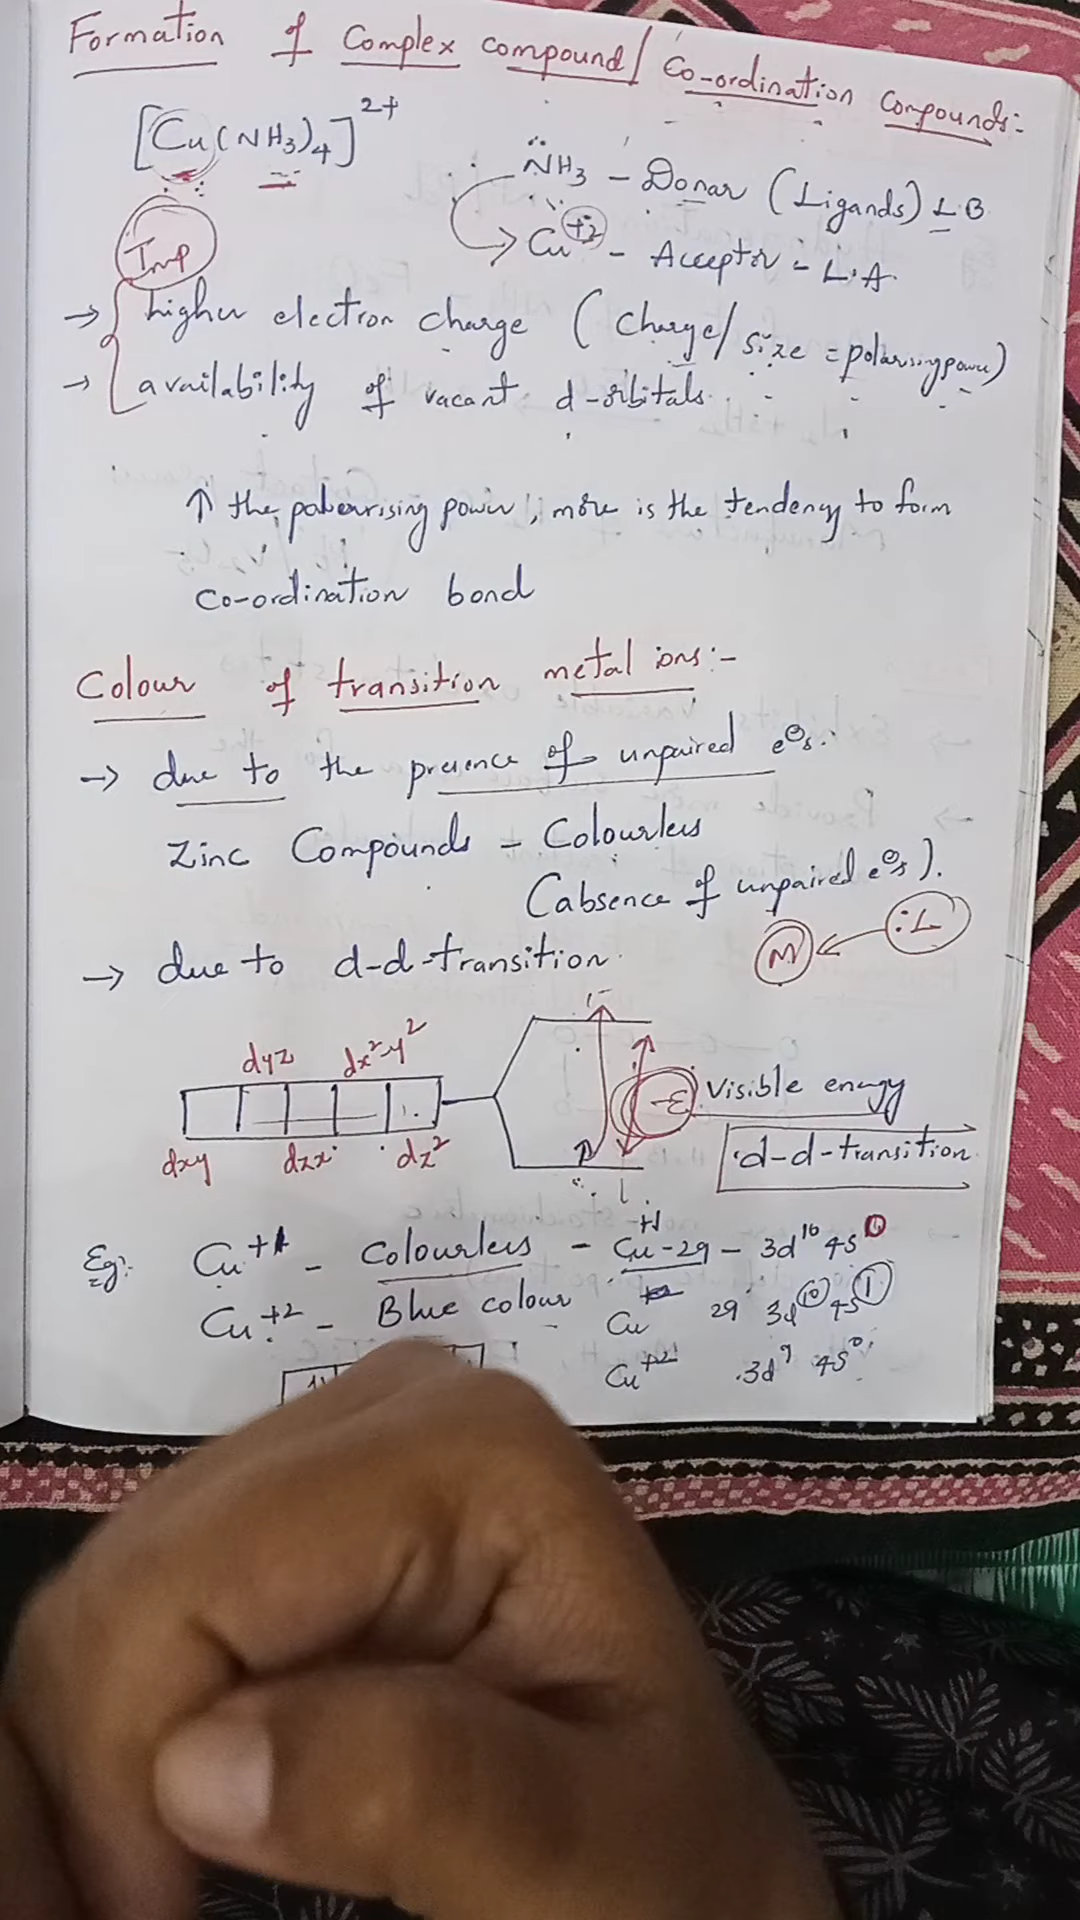 Formation of Complex compound/ Co-ordination Compounds:-
[Cu(NH3)4]2+
N̈H3 - Donar (Ligands) L.B
Cu+2 - Acceptor - L.A.
Imp
→ higher electron charge (Charge/size = polarising power)
→ availability of vacant d-orbitals.
↑ the polarising power, more is the tendency to form
co-ordination bond
Colour of transition metal ions:-
→ due to the presence of unpaired e⊖s.
Zinc Compounds - Colourless
(absence of unpaired e⊖s).
→ due to d-d-transition.
M ← :L
dyz dx²-y²
dxy dzx dz²
E Visible energy
d-d-transition
Eg:- Cu+1 - Colourless - Cu+1-29 - 3d10 4s0
Cu+2 - Blue colour Cu 29 3d10 4s1
Cu+2 3d9 4s0